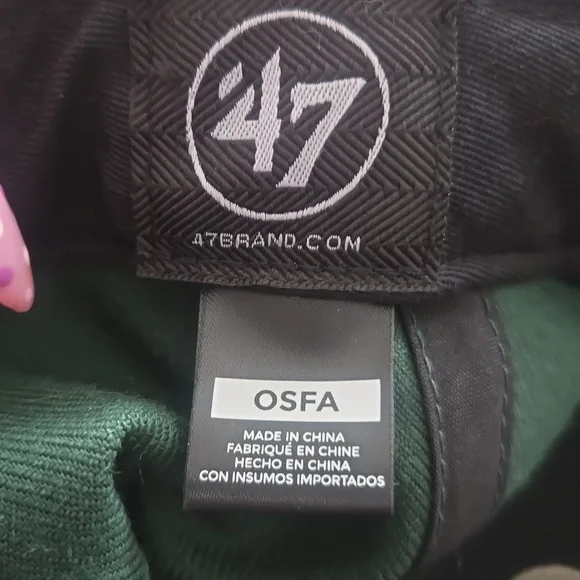 '47
47BRAND.COM
OSFA
MADE IN CHINA
FABRIQUÉ EN CHINE
HECHO EN CHINA
CON INSUMOS IMPORTADOS